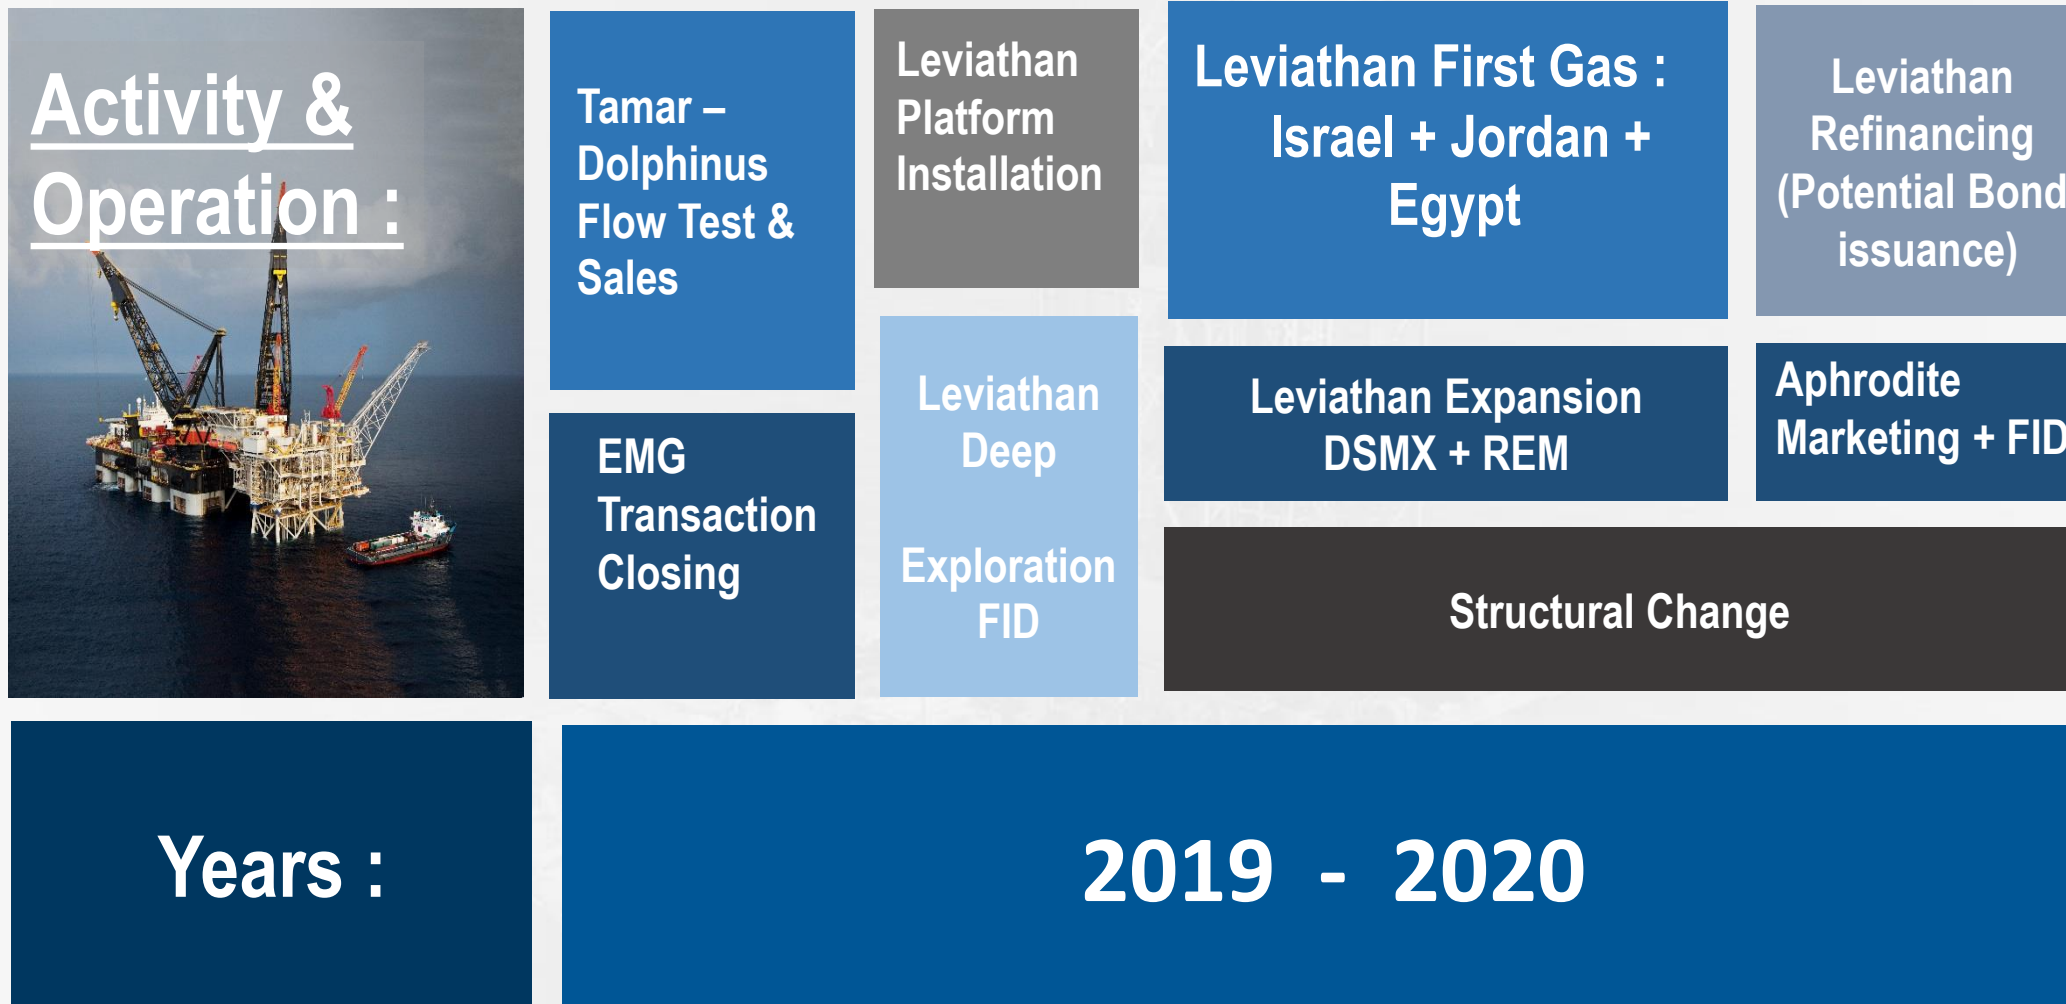 Activity &
Operation :
Tamar –
Dolphinus
Flow Test &
Sales
EMG
Transaction
Closing
Leviathan
Platform
Installation
Leviathan
Deep
Exploration
FID
Leviathan First Gas :
Israel + Jordan +
Egypt
Leviathan Expansion
DSMX + REM
Leviathan
Refinancing
(Potential Bond
issuance)
Aphrodite
Marketing + FID
Structural Change
Years :
2019 - 2020